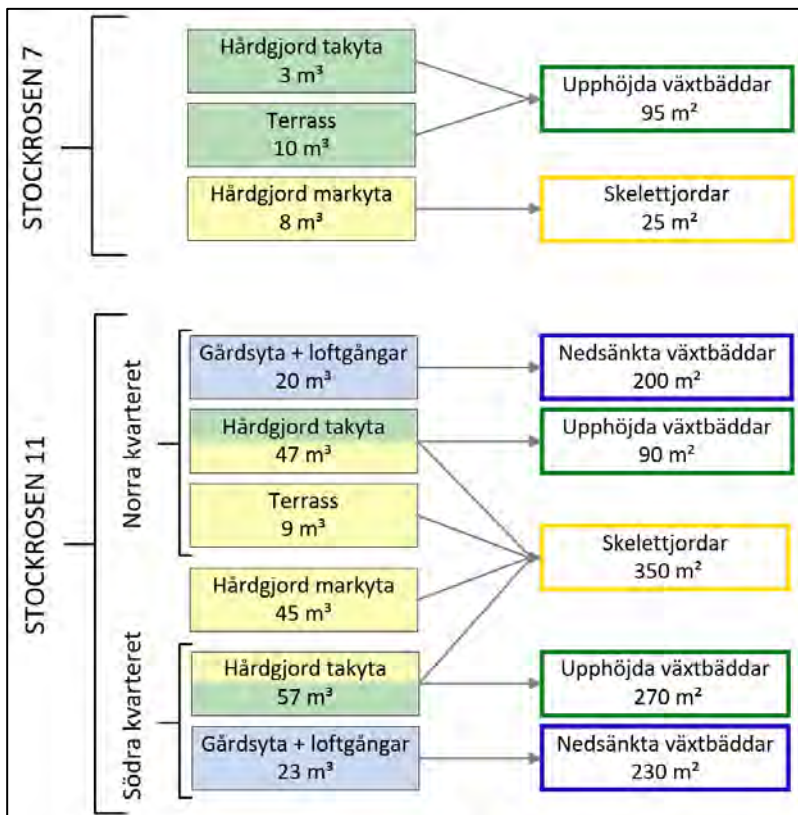 STOCKROSEN 7
Hårdgjord takyta
3 m³
Terrass
10 m³
Hårdgjord markyta
8 m³
Upphöjda växtbäddar
95 m²
Skelettjordar
25 m²
STOCKROSEN 11
Norra kvarteret
Gårdsyta + loftgångar
20 m³
Hårdgjord takyta
47 m³
Terrass
9 m³
Hårdgjord markyta
45 m³
Södra kvarteret
Hårdgjord takyta
57 m³
Gårdsyta + loftgångar
23 m³
Nedsänkta växtbäddar
200 m²
Upphöjda växtbäddar
90 m²
Skelettjordar
350 m²
Upphöjda växtbäddar
270 m²
Nedsänkta växtbäddar
230 m²